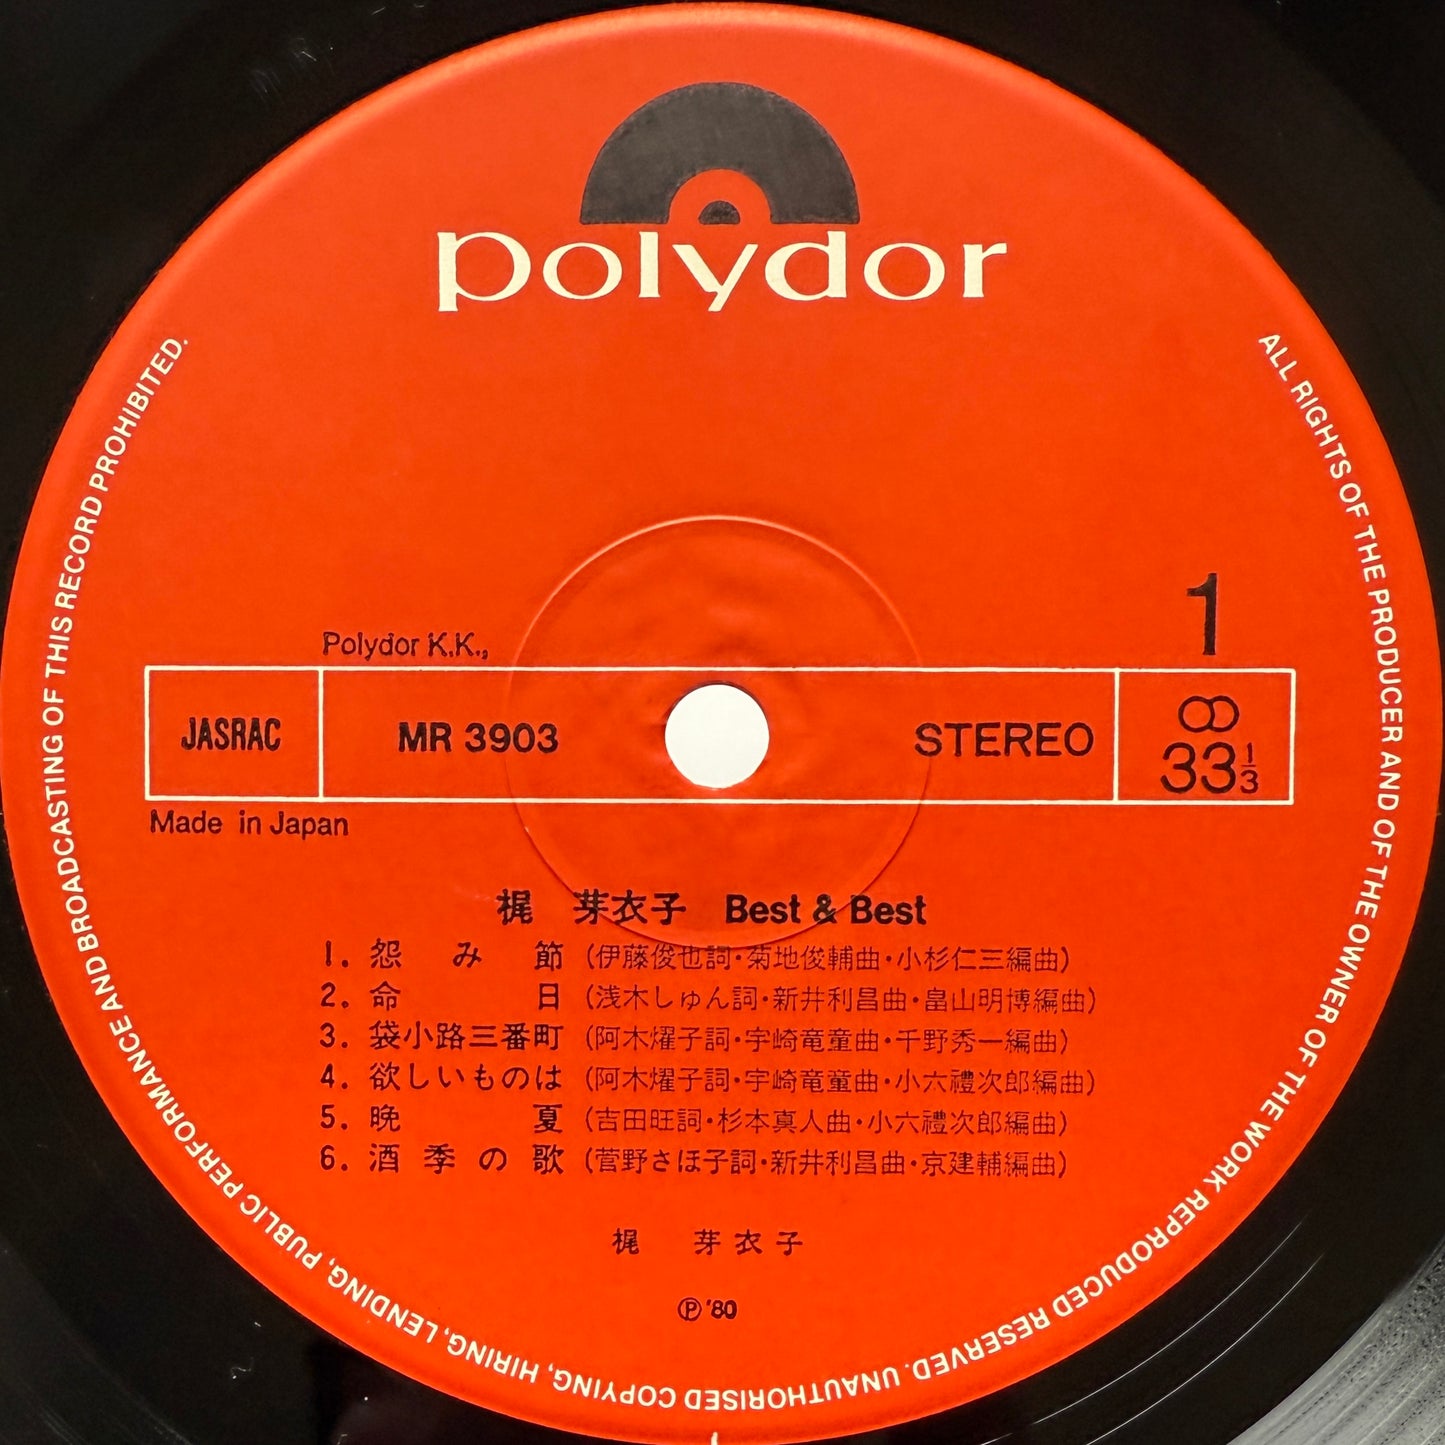 polydor
Polydor K.K.,
1
JASRAC MR 3903 STEREO ∞ 33⅓
Made in Japan
梶 芽衣子 Best & Best
1. 怨み節 (伊藤俊也詞・菊地俊輔曲・小杉仁三編曲)
2. 命日 (浅木しゅん詞・新井利昌曲・畠山明博編曲)
3. 袋小路三番町 (阿木燿子詞・宇崎竜童曲・千野秀一編曲)
4. 欲しいものは (阿木燿子詞・宇崎竜童曲・小六禮次郎編曲)
5. 晩夏 (吉田旺詞・杉本真人曲・小六禮次郎編曲)
6. 酒季の歌 (菅野さほ子詞・新井利昌曲・京建輔編曲)
梶 芽衣子
Ⓟ '80
ALL RIGHTS OF THE PRODUCER AND OF THE OWNER OF THE WORK REPRODUCED RESERVED. UNAUTHORISED COPYING, HIRING, LENDING, PUBLIC PERFORMANCE AND BROADCASTING OF THIS RECORD PROHIBITED.